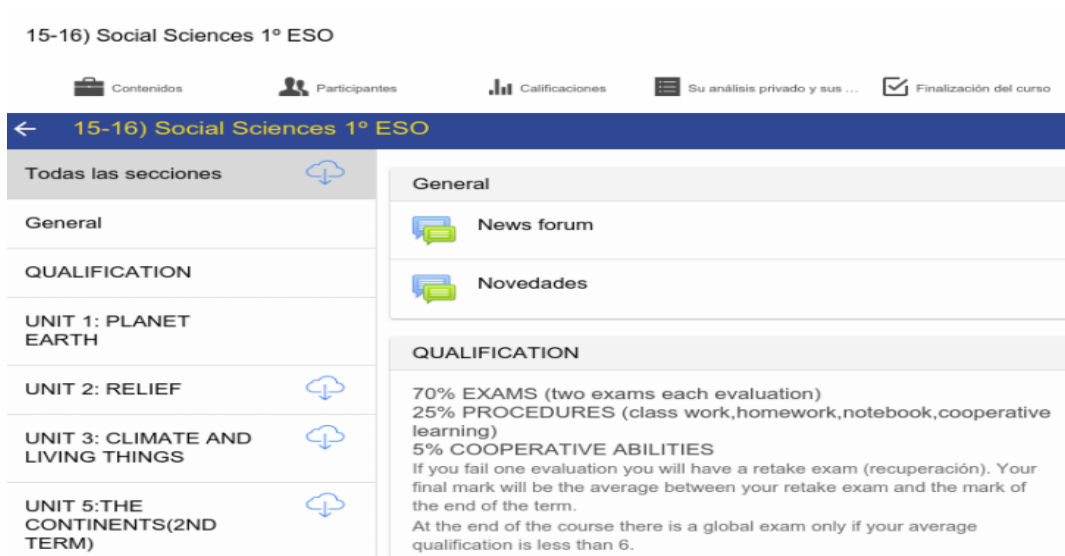 15-16) Social Sciences 1º ESO
Contenidos
Participantes
Calificaciones
Su análisis privado y sus ...
Finalización del curso
15-16) Social Sciences 1º ESO
Todas las secciones
General
QUALIFICATION
UNIT 1: PLANET
EARTH
UNIT 2: RELIEF
UNIT 3: CLIMATE AND
LIVING THINGS
UNIT 5:THE
CONTINENTS(2ND
TERM)
General
News forum
Novedades
QUALIFICATION
70% EXAMS (two exams each evaluation)
25% PROCEDURES (class work,homework,notebook,cooperative
learning)
5% COOPERATIVE ABILITIES
If you fail one evaluation you will have a retake exam (recuperación). Your
final mark will be the average between your retake exam and the mark of
the end of the term.
At the end of the course there is a global exam only if your average
qualification is less than 6.